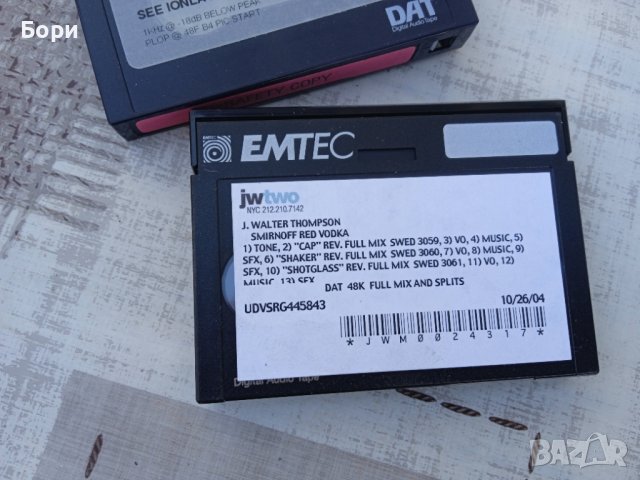 Бори
SEE
1kHz @ -18dB BELOW PEAK
PLOP @ 48F B4 PIC START
DAT
Digital Audio Tape
SAFETY COPY
EMTEC
jwtwo
NYC.212.210.7142
J. WALTER THOMPSON
SMIRNOFF RED VODKA
1) TONE, 2) "CAP" REV. FULL MIX SWED 3059, 3) VO, 4) MUSIC, 5)
SFX, 6) "SHAKER" REV. FULL MIX SWED 3060, 7) VO, 8) MUSIC, 9)
SFX, 10) "SHOTGLASS" REV. FULL MIX SWED 3061, 11) VO, 12)
MUSIC, 13) SFX
DAT 48K FULL MIX AND SPLITS
UDVSRG445843 10/26/04
*JWM0024317*
Digital Audio Tape
BAZAR